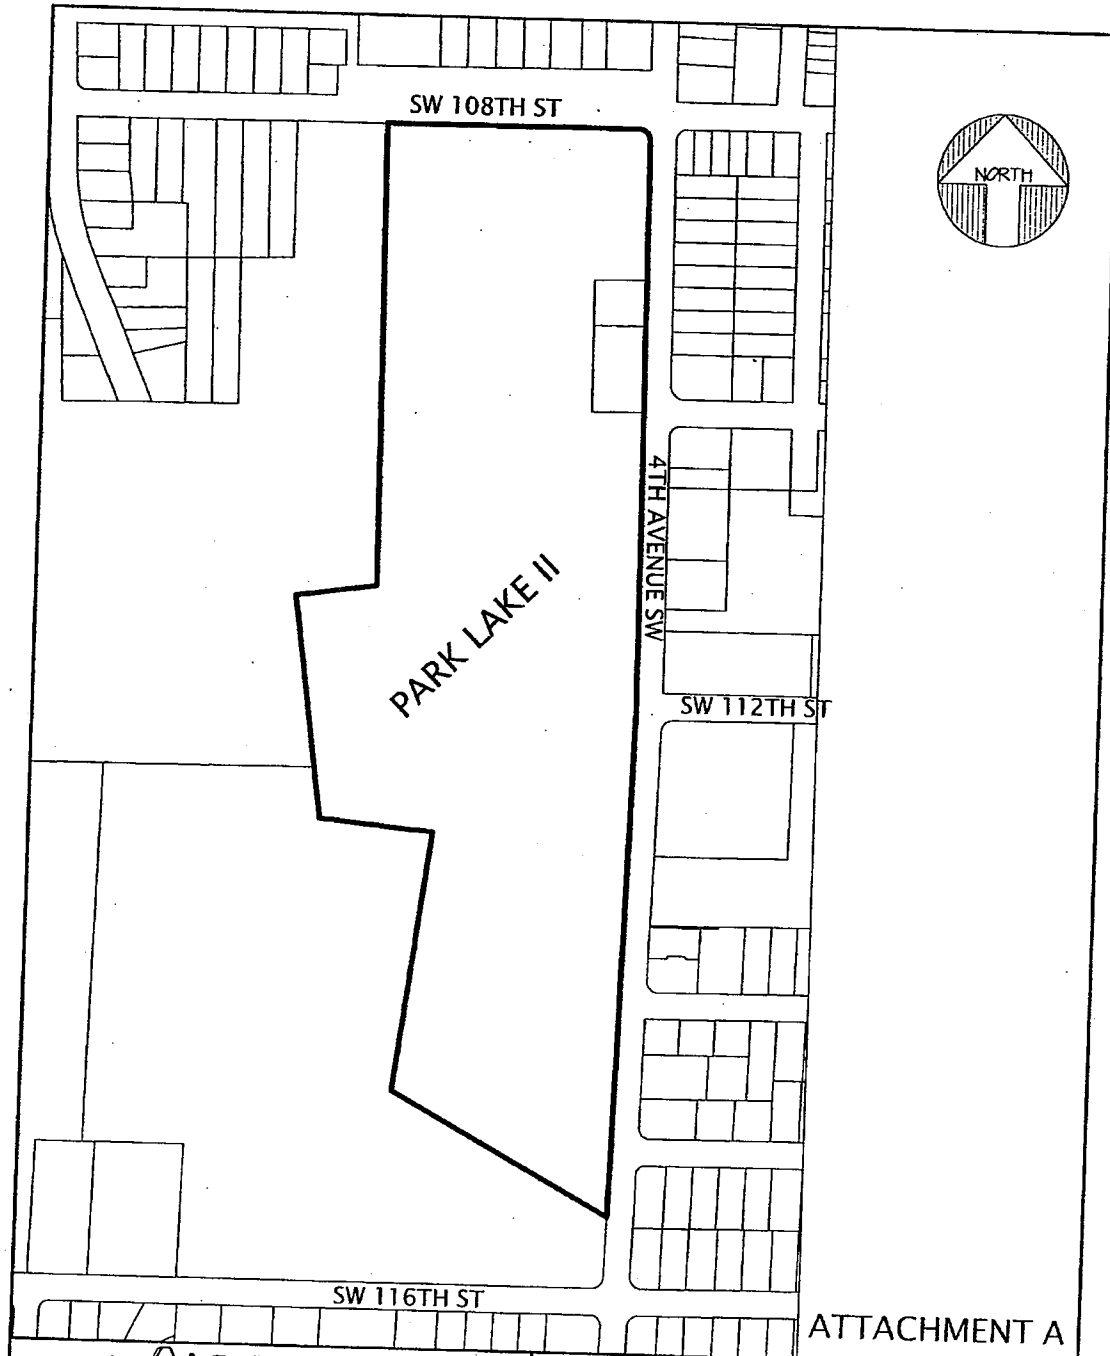 SW 108TH ST
NORTH
4TH AVENUE SW
PARK LAKE II
SW 112TH ST
SW 116TH ST
ATTACHMENT A